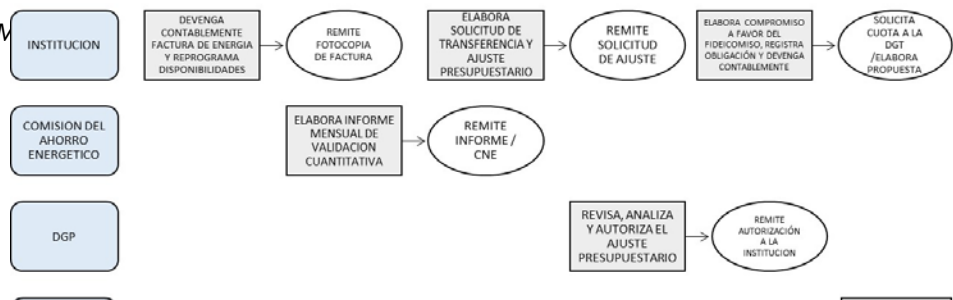 M
INSTITUCION
DEVENGA
CONTABLEMENTE
FACTURA DE ENERGIA
Y REPROGRAMA
DISPONIBILIDADES
REMITE
FOTOCOPIA
DE FACTURA
ELABORA
SOLICITUD DE
TRANSFERENCIA Y
AJUSTE
PRESUPUESTARIO
REMITE
SOLICITUD
DE AJUSTE
ELABORA COMPROMISO
A FAVOR DEL
FIDEICOMISO, REGISTRA
OBLIGACIÓN Y DEVENGA
CONTABLEMENTE
SOLICITA
CUOTA A LA
DGT
/ELABORA
PROPUESTA
COMISION DEL
AHORRO
ENERGETICO
ELABORA INFORME
MENSUAL DE
VALIDACION
CUANTITATIVA
REMITE
INFORME /
CNE
DGP
REVISA, ANALIZA
Y AUTORIZA EL
AJUSTE
PRESUPUESTARIO
REMITE
AUTORIZACIÓN
A LA
INSTITUCION